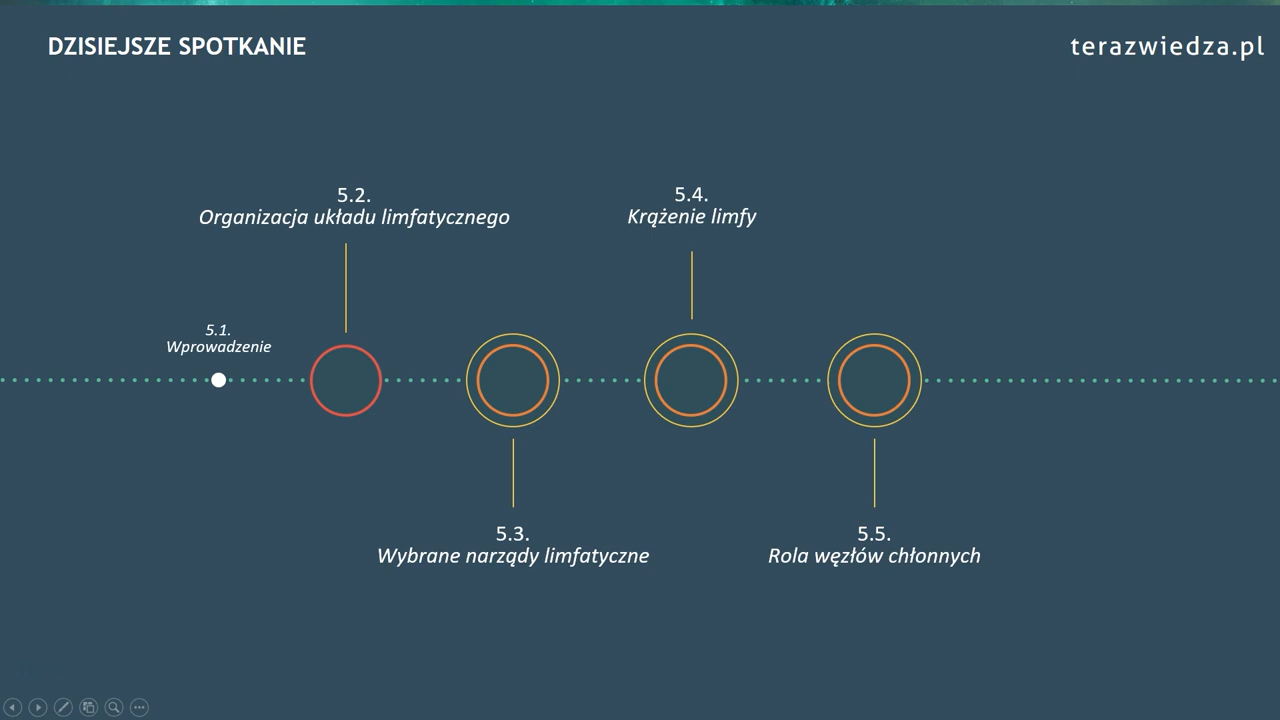 DZISIEJSZE SPOTKANIE
terazwiedza.pl
5.2.
Organizacja układu limfatycznego
5.4.
Krążenie limfy
5.1.
Wprowadzenie
5.3.
Wybrane narządy limfatyczne
5.5.
Rola węzłów chłonnych